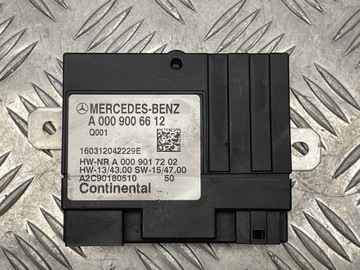 MERCEDES-BENZ
A 000 900 66 12
Q001
160312042229E
HW-NR A 000 901 72 02
HW-13/43.00 SW-15/47.00
A2C90180510 50
Continental